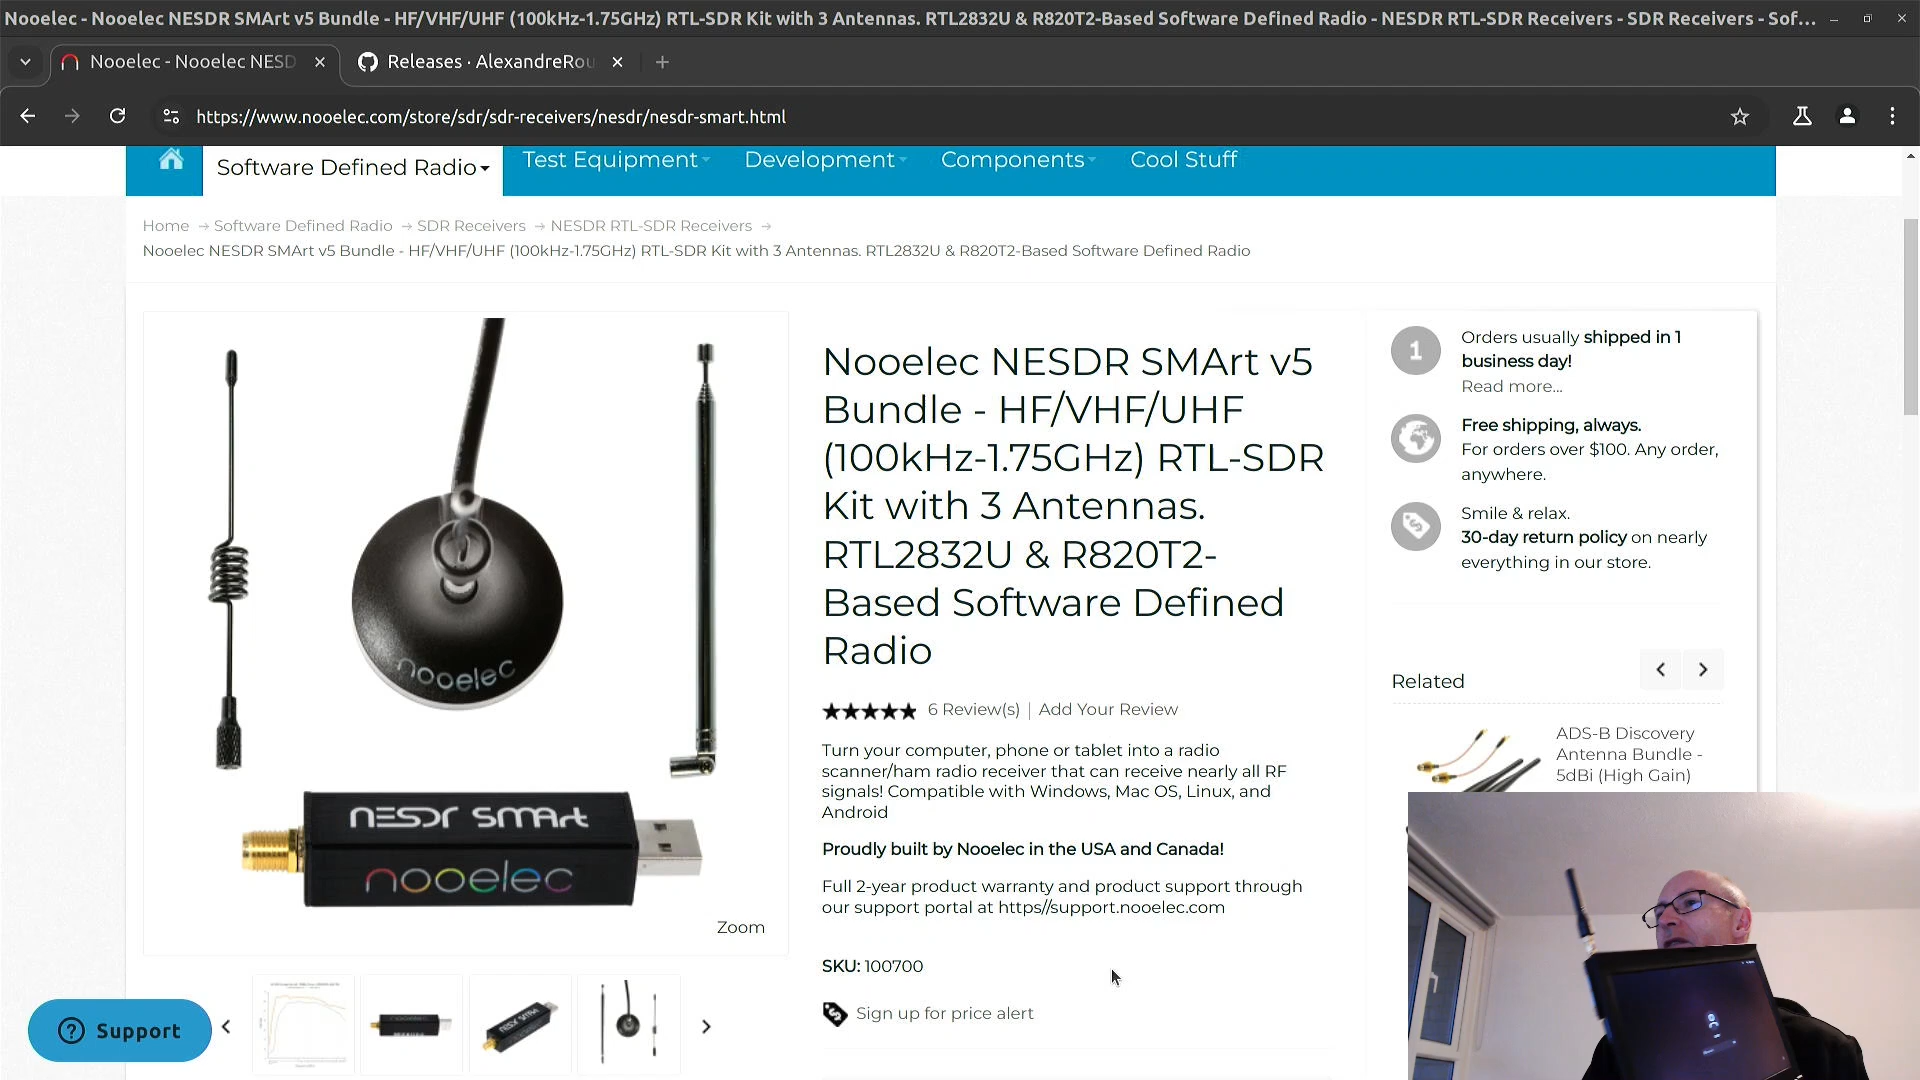 Nooelec - Nooelec NESDR SMArt v5 Bundle - HF/VHF/UHF (100kHz-1.75GHz) RTL-SDR Kit with 3 Antennas. RTL2832U & R820T2-Based Software Defined Radio - NESDR RTL-SDR Receivers - SDR Receivers - Sof...
Nooelec - Nooelec NESD
Releases · AlexandreRou
https://www.nooelec.com/store/sdr/sdr-receivers/nesdr/nesdr-smart.html
Software Defined Radio
Test Equipment
Development
Components
Cool Stuff
Home → Software Defined Radio → SDR Receivers → NESDR RTL-SDR Receivers →
Nooelec NESDR SMArt v5 Bundle - HF/VHF/UHF (100kHz-1.75GHz) RTL-SDR Kit with 3 Antennas. RTL2832U & R820T2-Based Software Defined Radio
nooelec
NESDR SMArt
nooelec
Zoom
Nooelec NESDR SMArt v5
Bundle - HF/VHF/UHF
(100kHz-1.75GHz) RTL-SDR
Kit with 3 Antennas.
RTL2832U & R820T2-
Based Software Defined
Radio
6 Review(s) | Add Your Review
Turn your computer, phone or tablet into a radio
scanner/ham radio receiver that can receive nearly all RF
signals! Compatible with Windows, Mac OS, Linux, and
Android
Proudly built by Nooelec in the USA and Canada!
Full 2-year product warranty and product support through
our support portal at https//support.nooelec.com
SKU: 100700
Sign up for price alert
1
Orders usually shipped in 1
business day!
Read more...
Free shipping, always.
For orders over $100. Any order,
anywhere.
Smile & relax.
30-day return policy on nearly
everything in our store.
Related
ADS-B Discovery
Antenna Bundle -
5dBi (High Gain)
Support